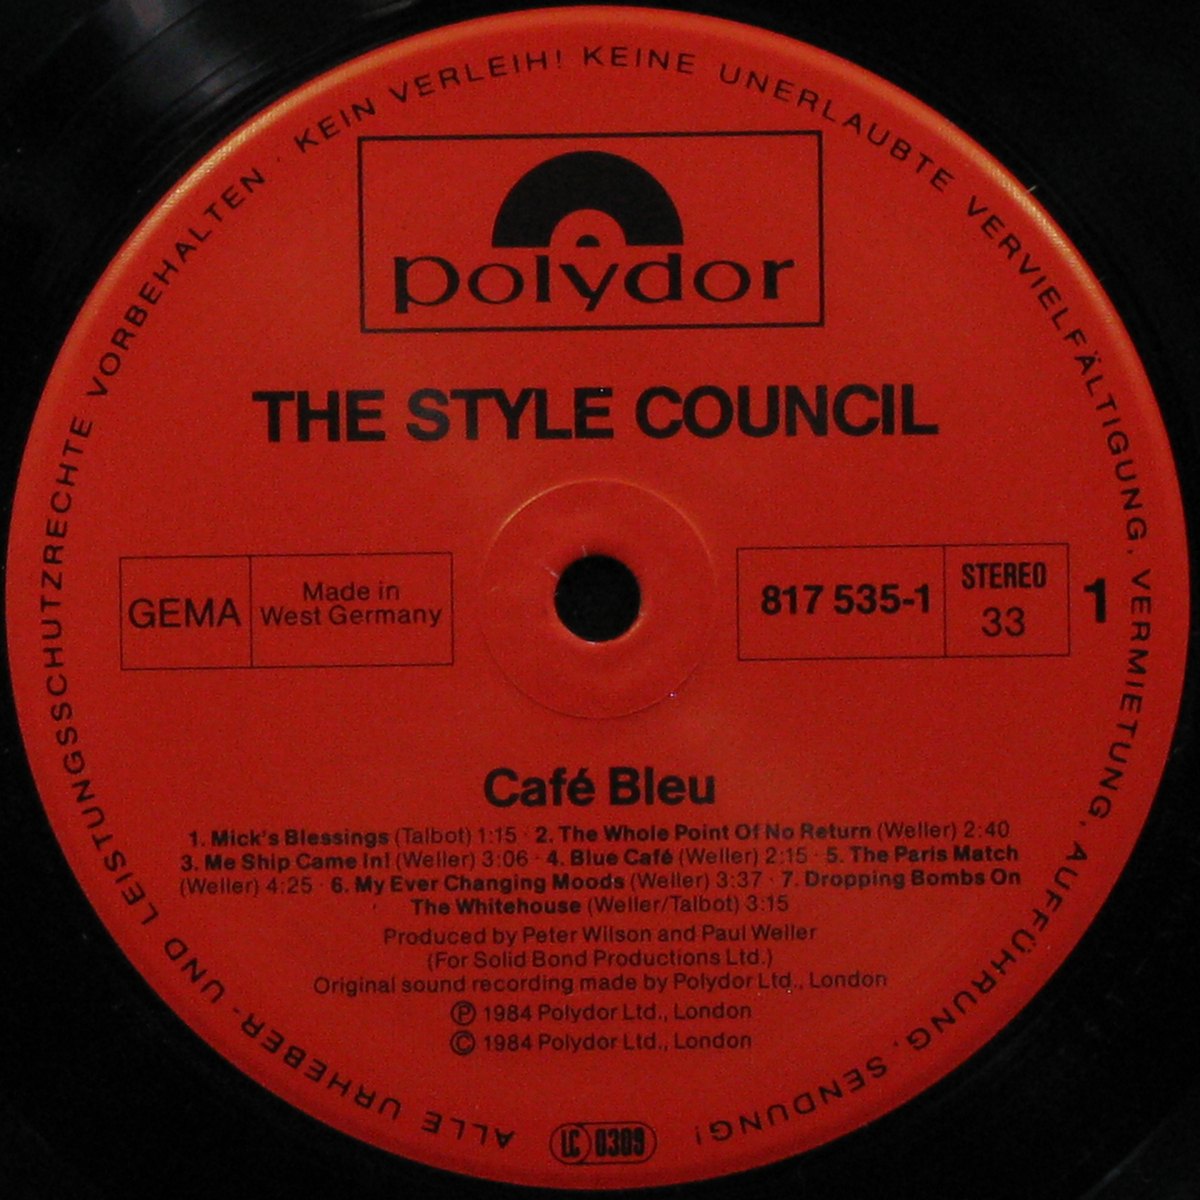 ALLE URHEBER- UND LEISTUNGSSCHUTZRECHTE VORBEHALTEN · KEIN VERLEIH! KEINE UNERLAUBTE VERVIELFÄLTIGUNG, VERMIETUNG, AUFFÜHRUNG, SENDUNG!
polydor
THE STYLE COUNCIL
GEMA
Made in
West Germany
817 535-1
STEREO
33
1
Café Bleu
1. Mick's Blessings (Talbot) 1:15 · 2. The Whole Point Of No Return (Weller) 2:40
3. Me Ship Came In! (Weller) 3:06 · 4. Blue Café (Weller) 2:15 · 5. The Paris Match
(Weller) 4:25 · 6. My Ever Changing Moods (Weller) 3:37 · 7. Dropping Bombs On
The Whitehouse (Weller/Talbot) 3:15
Produced by Peter Wilson and Paul Weller
(For Solid Bond Productions Ltd.)
Original sound recording made by Polydor Ltd., London
Ⓟ 1984 Polydor Ltd., London
© 1984 Polydor Ltd., London
LC 0309